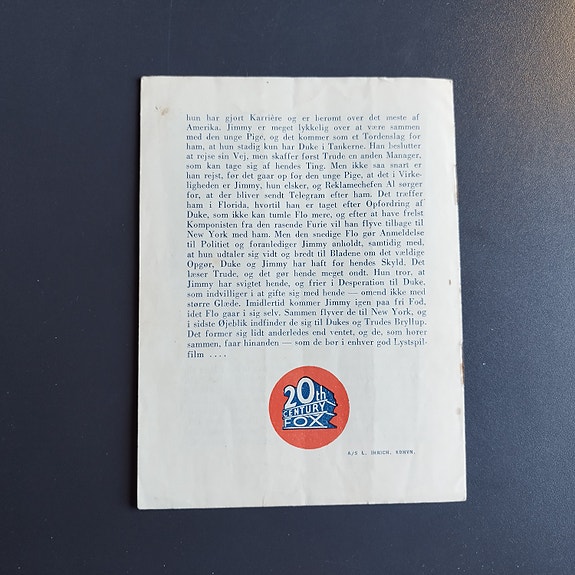 hun har gjort Karrière og er berømt over det meste af
Amerika. Jimmy er meget lykkelig over at være sammen
med den unge Pige, og det kommer som et Tordenslag for
ham, at hun stadig kun har Duke i Tankerne. Han beslutter
at rejse sin Vej, men skaffer først Trude en anden Manager,
som kan tage sig af hendes Ting. Men ikke saa snart er
han rejst, før det gaar op for den unge Pige, at det i Virke-
ligheden er Jimmy, hun elsker, og Reklamechefen Al sørger
for, at der bliver sendt Telegram efter ham. Det træffer
ham i Florida, hvortil han er taget efter Opfordring af
Duke, som ikke kan tumle Flo mere, og efter at have frelst
Komponisten fra den rasende Furie vil han flyve tilbage til
New York med ham. Men den snedige Flo gør Anmeldelse
til Politiet og foranlediger Jimmy anholdt, samtidig med,
at hun udtaler sig vidt og bredt til Bladene om det vældige
Opgør, Duke og Jimmy har haft for hendes Skyld. Det
læser Trude, og det gør hende meget ondt. Hun tror, at
Jimmy har svigtet hende, og frier i Desperation til Duke,
som indvilliger i at gifte sig med hende — omend ikke med
større Glæde. Imidlertid kommer Jimmy igen paa fri Fod,
idet Flo gaar i sig selv. Sammen flyver de til New York, og
i sidste Øjeblik indfinder de sig til Dukes og Trudes Bryllup.
Det former sig lidt anderledes end ventet, og de, som hører
sammen, faar hinanden — som de bør i enhver god Lystspil-
film ....
20th
CENTURY
FOX
A/S L. IHRICH. KBHVN.